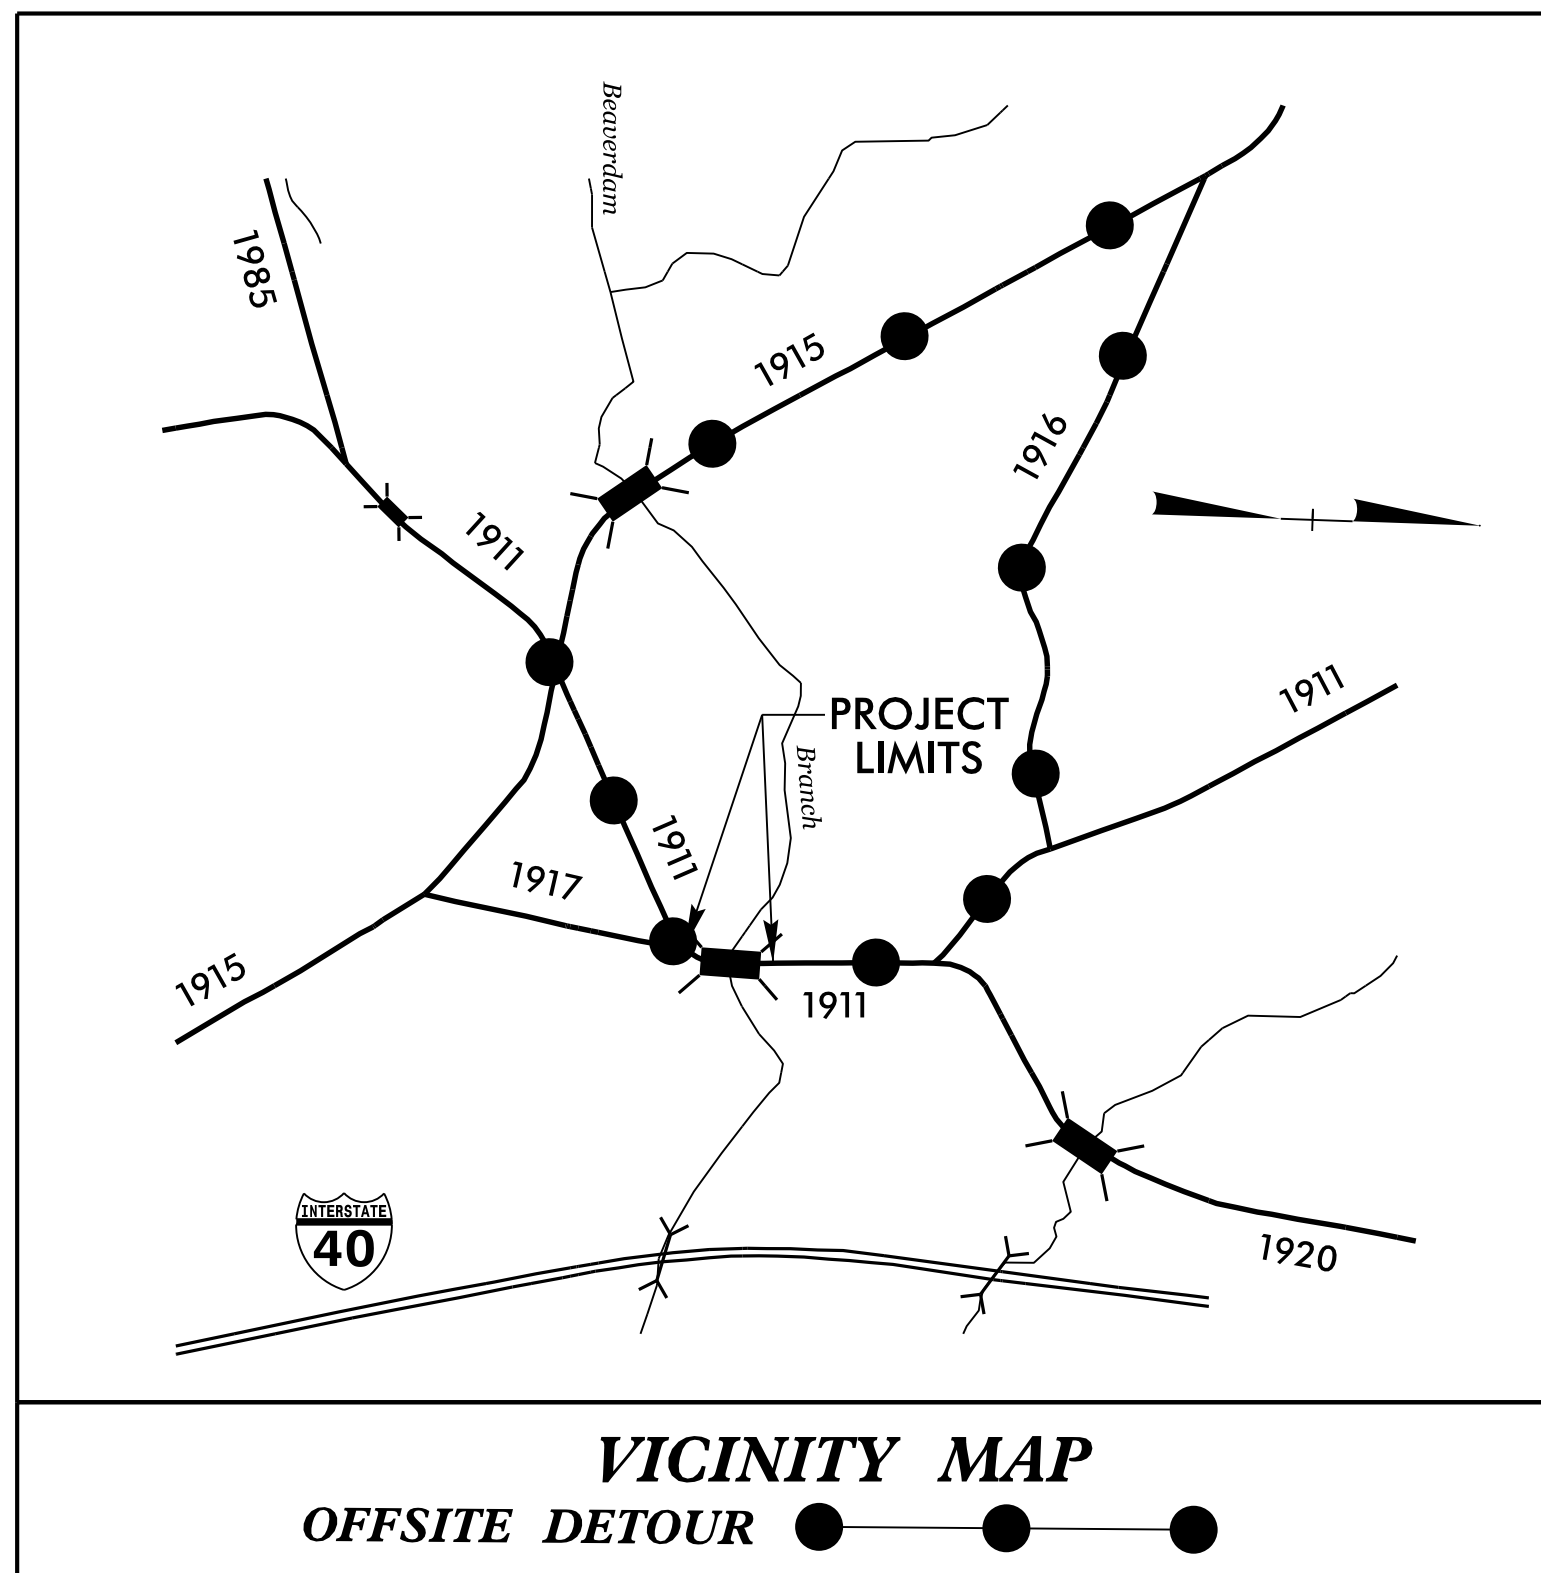 Beaverdam
1985
1915
1916
1911
1911
PROJECT
LIMITS
Branch
1911
1917
1915
1911
INTERSTATE
40
1920
VICINITY MAP
OFFSITE DETOUR